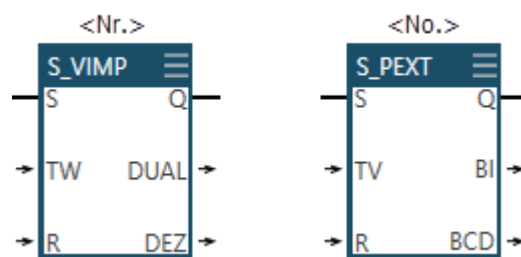 <Nr.>
S_VIMP
S Q
TW DUAL
R DEZ
<No.>
S_PEXT
S Q
TV BI
R BCD